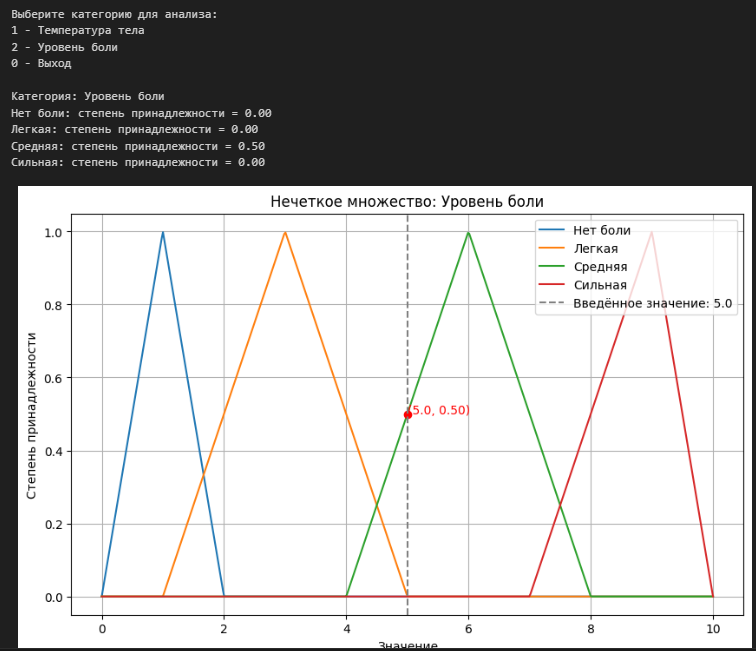 Выберите категорию для анализа:
1 - Температура тела
2 - Уровень боли
0 - Выход
Категория: Уровень боли
Нет боли: степень принадлежности = 0.00
Легкая: степень принадлежности = 0.00
Средняя: степень принадлежности = 0.50
Сильная: степень принадлежности = 0.00
Нечеткое множество: Уровень боли
Степень принадлежности
1.0
0.8
0.6
0.4
0.2
0.0
Нет боли
Легкая
Средняя
Сильная
Введённое значение: 5.0
(5.0, 0.50)
0 2 4 6 8 10
Значение